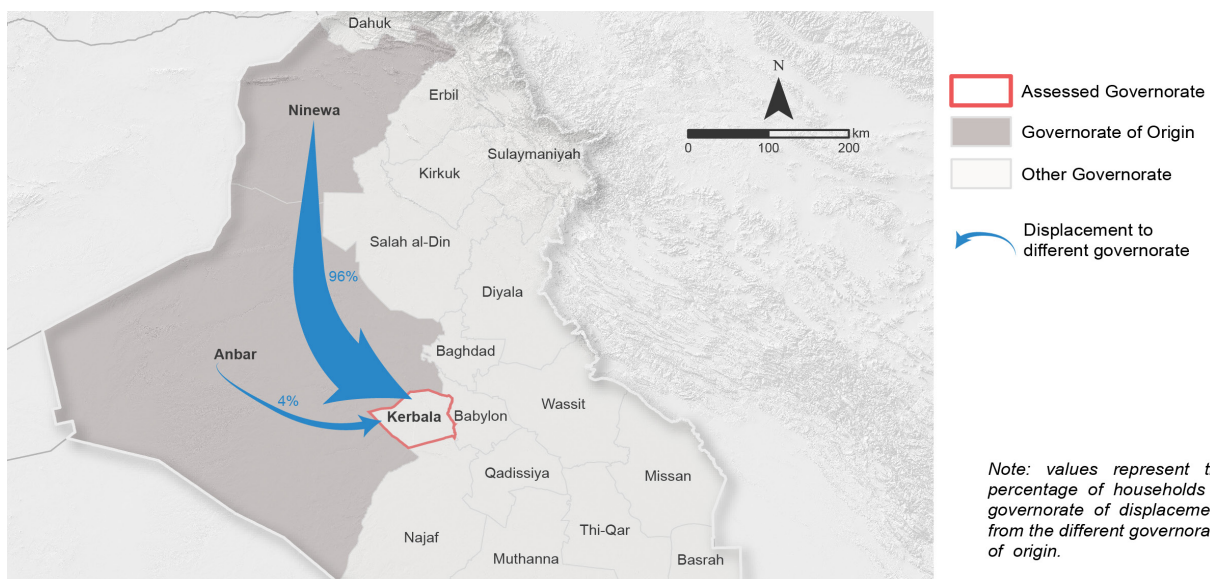 Dahuk
Ninewa
Erbil
Sulaymaniyah
Kirkuk
Salah al-Din
96%
Diyala
Anbar
Baghdad
4%
Kerbala
Babylon
Wassit
Qadissiya
Missan
Najaf
Thi-Qar
Muthanna
Basrah
N
km
0 100 200
Assessed Governorate
Governorate of Origin
Other Governorate
Displacement to
different governorate
Note: values represent
percentage of households
governorate of
from the different
of origin.